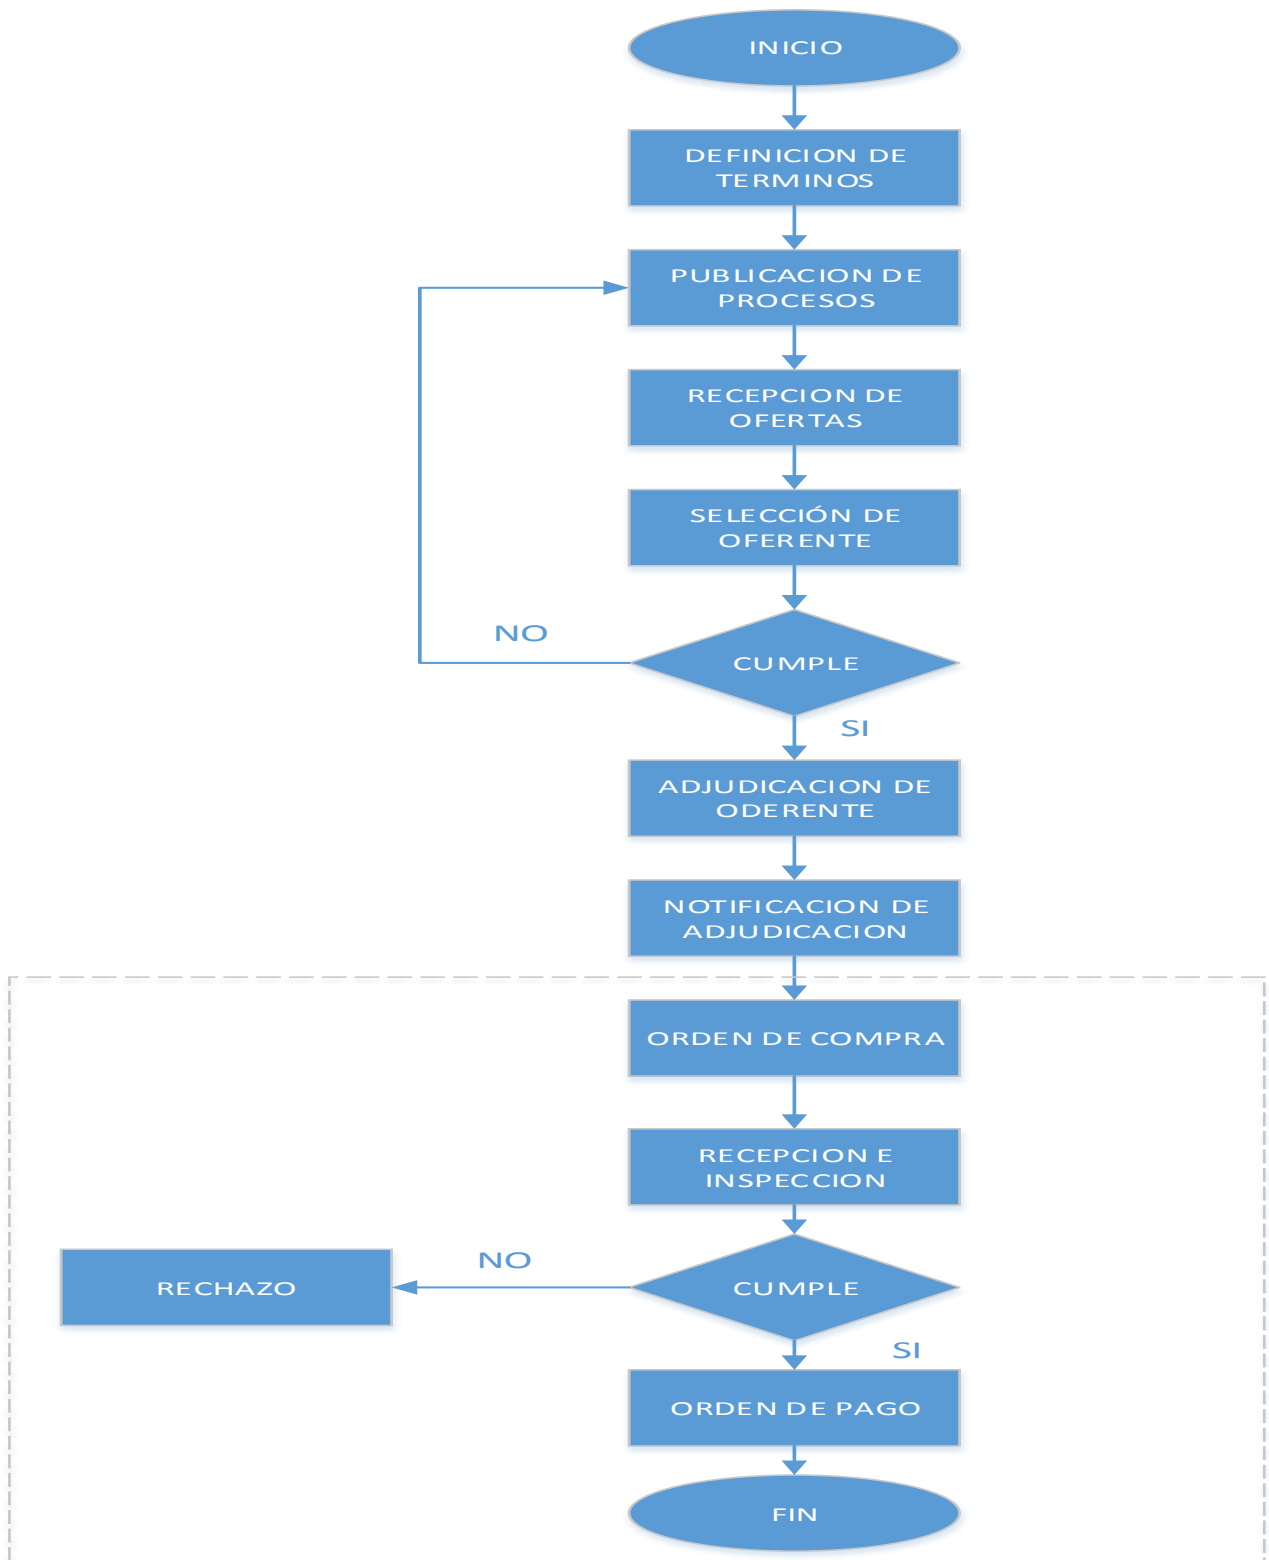 INICIO
DEFINICION DE
TERMINOS
PUBLICACION DE
PROCESOS
RECEPCION DE
OFERTAS
SELECCIÓN DE
OFERENTE
NO
CUMPLE
SI
ADJUDICACION DE
ODERENTE
NOTIFICACION DE
ADJUDICACION
ORDEN DE COMPRA
RECEPCION E
INSPECCION
NO
RECHAZO
CUMPLE
SI
ORDEN DE PAGO
FIN